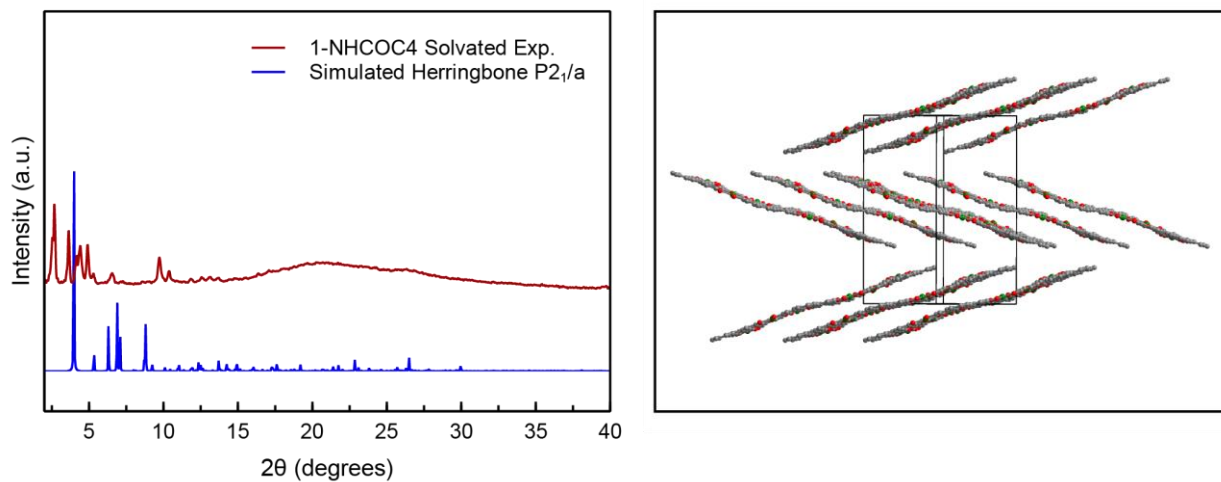 1-NHCOC4 Solvated Exp.
Simulated Herringbone P2₁/a
Intensity (a.u.)
5 10 15 20 25 30 35 40
2θ (degrees)